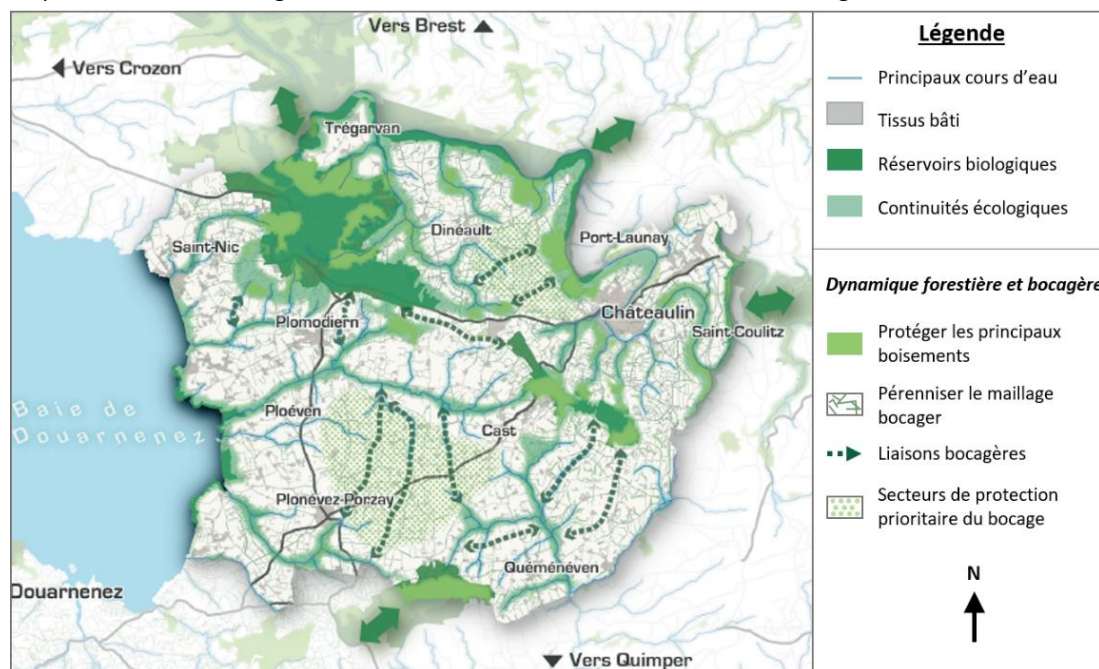 Vers Brest
Vers Crozon
Trégarvan
Dinéault
Port-Launay
Saint-Nic
Châteaulin
Plomodiern
Saint-Coulitz
Baie de
Douarnenez
Ploéven
Cast
Plonévez-Porzay
Quéménéven
Douarnenez
Vers Quimper
Légende
Principaux cours d'eau
Tissus bâti
Réservoirs biologiques
Continuités écologiques
Dynamique forestière et bocagère
Protéger les principaux
boisements
Pérenniser le maillage
bocager
Liaisons bocagères
Secteurs de protection
prioritaire du bocage
N